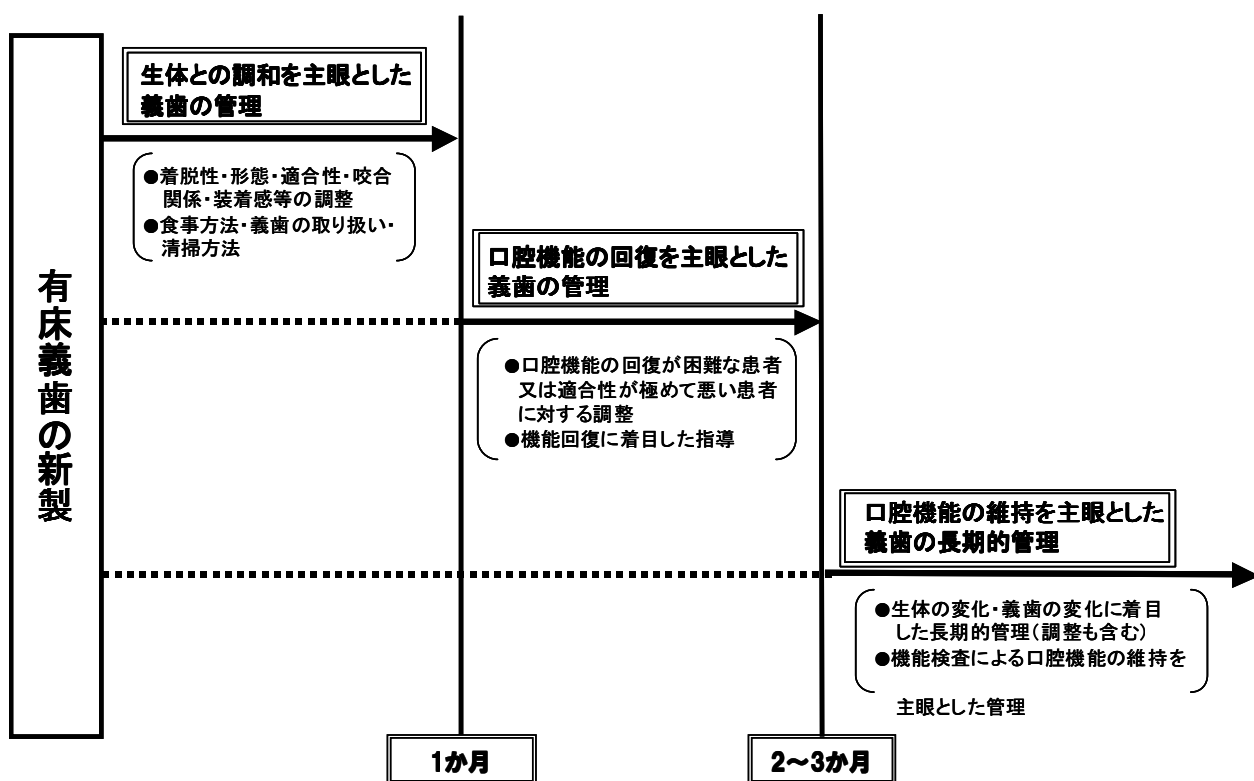 有床義歯の新製
生体との調和を主眼とした
義歯の管理
●着脱性・形態・適合性・咬合
関係・装着感等の調整
●食事方法・義歯の取り扱い・
清掃方法
口腔機能の回復を主眼とした
義歯の管理
●口腔機能の回復が困難な患者
又は適合性が極めて悪い患者
に対する調整
●機能回復に着目した指導
口腔機能の維持を主眼とした
義歯の長期的管理
●生体の変化・義歯の変化に着目
した長期的管理(調整も含む)
●機能検査による口腔機能の維持を
主眼とした管理
1か月
2～3か月